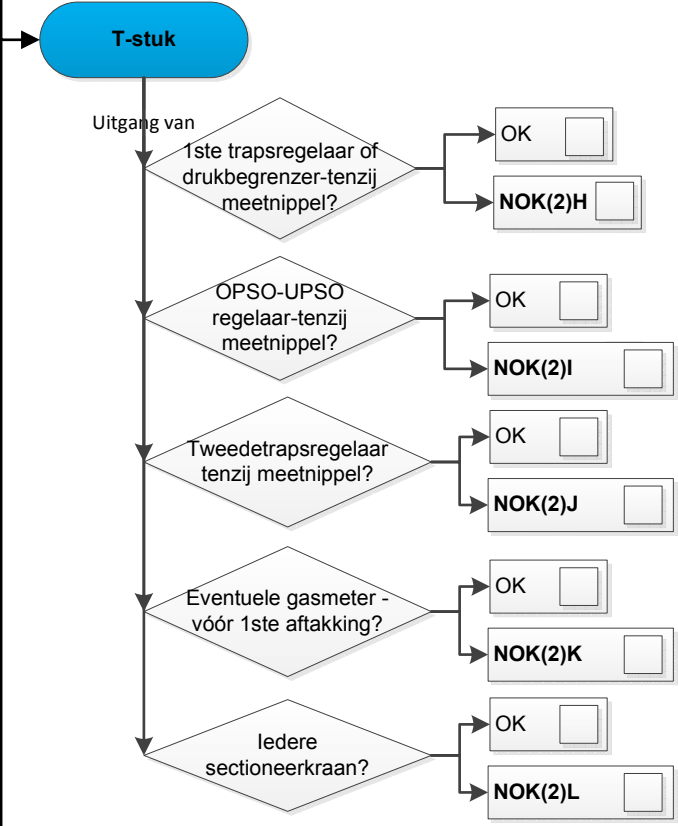 T-stuk
Uitgang van
1ste trapsregelaar of
drukbegrenzer-tenzij
meetnippel?
OK
NOK(2)H
OPSO-UPSO
regelaar-tenzij
meetnippel?
OK
NOK(2)I
Tweedetrapsregelaar
tenzij meetnippel?
OK
NOK(2)J
Eventuele gasmeter -
vóór 1ste aftakking?
OK
NOK(2)K
Iedere
sectioneerkraan?
OK
NOK(2)L